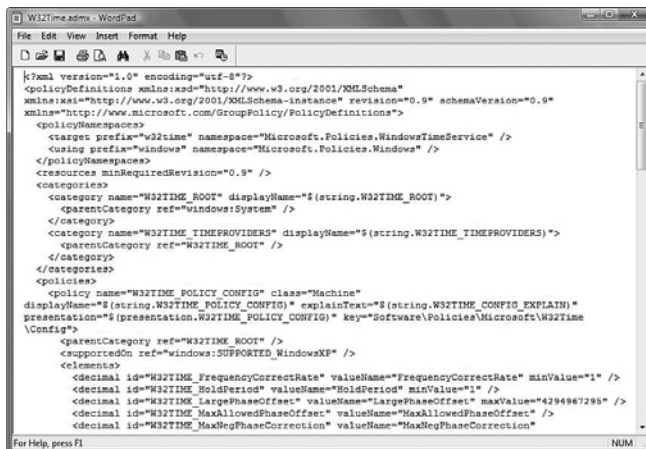 W32Time.admx - WordPad
File Edit View Insert Format Help
<?xml version="1.0" encoding="utf-8"?>
<policyDefinitions xmlns:xsd="http://www.w3.org/2001/XMLSchema"
xmlns:xsi="http://www.w3.org/2001/XMLSchema-instance" revision="0.9" schemaVersion="0.9"
xmlns="http://www.microsoft.com/GroupPolicy/PolicyDefinitions">
<policyNamespaces>
<target prefix="w32time" namespace="Microsoft.Policies.WindowsTimeService" />
<using prefix="windows" namespace="Microsoft.Policies.Windows" />
</policyNamespaces>
<resources minRequiredRevision="0.9" />
<categories>
<category name="W32TIME_ROOT" displayName="$(string.W32TIME_ROOT)">
<parentCategory ref="windows:System" />
</category>
<category name="W32TIME_TIMEPROVIDERS" displayName="$(string.W32TIME_TIMEPROVIDERS)">
<parentCategory ref="W32TIME_ROOT" />
</category>
</categories>
<policies>
<policy name="W32TIME_POLICY_CONFIG" class="Machine"
displayName="$(string.W32TIME_POLICY_CONFIG)" explainText="$(string.W32TIME_CONFIG_EXPLAIN)"
presentation="$(presentation.W32TIME_POLICY_CONFIG)" key="Software\Policies\Microsoft\W32Time
\Config">
<parentCategory ref="W32TIME_ROOT" />
<supportedOn ref="windows:SUPPORTED_WindowsXP" />
<elements>
<decimal id="W32TIME_FrequencyCorrectRate" valueName="FrequencyCorrectRate" minValue="1" />
<decimal id="W32TIME_HoldPeriod" valueName="HoldPeriod" minValue="1" />
<decimal id="W32TIME_LargePhaseOffset" valueName="LargePhaseOffset" maxValue="4294967295" />
<decimal id="W32TIME_MaxAllowedPhaseOffset" valueName="MaxAllowedPhaseOffset" />
<decimal id="W32TIME_MaxNegPhaseCorrection" valueName="MaxNegPhaseCorrection"
For Help, press F1 NUM